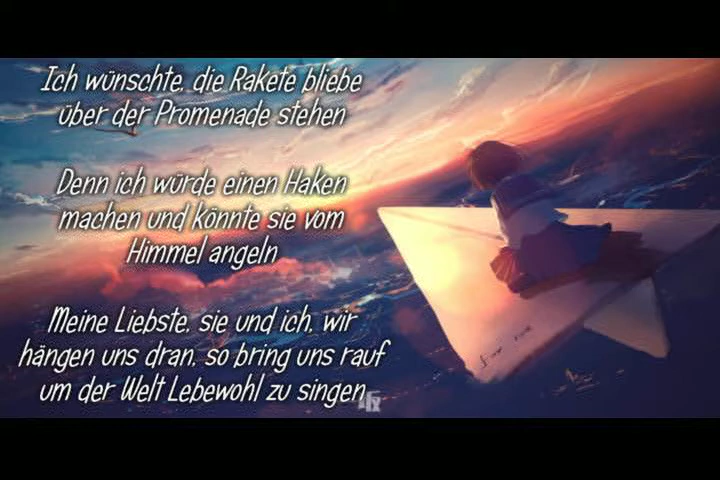 Ich wünschte, die Rakete bliebe
über der Promenade stehen
Denn ich würde einen Haken
machen und könnte sie vom
Himmel angeln
Meine Liebste, sie und ich, wir
hängen uns dran, so bring uns rauf
um der Welt Lebewohl zu singen